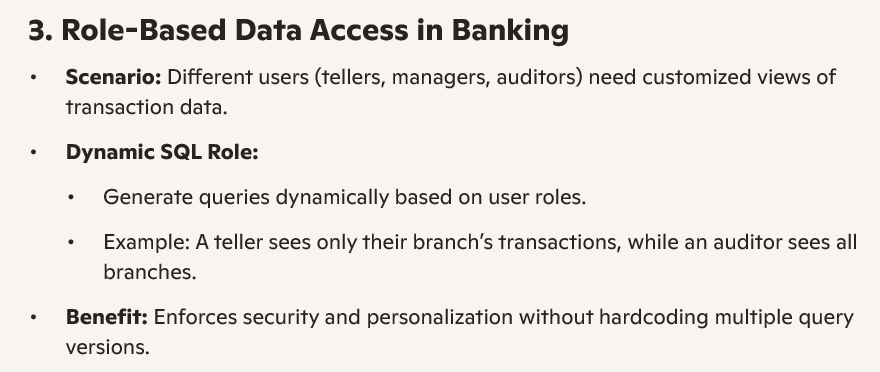 3. Role-Based Data Access in Banking
• Scenario: Different users (tellers, managers, auditors) need customized views of
transaction data.
• Dynamic SQL Role:
• Generate queries dynamically based on user roles.
• Example: A teller sees only their branch’s transactions, while an auditor sees all
branches.
• Benefit: Enforces security and personalization without hardcoding multiple query
versions.